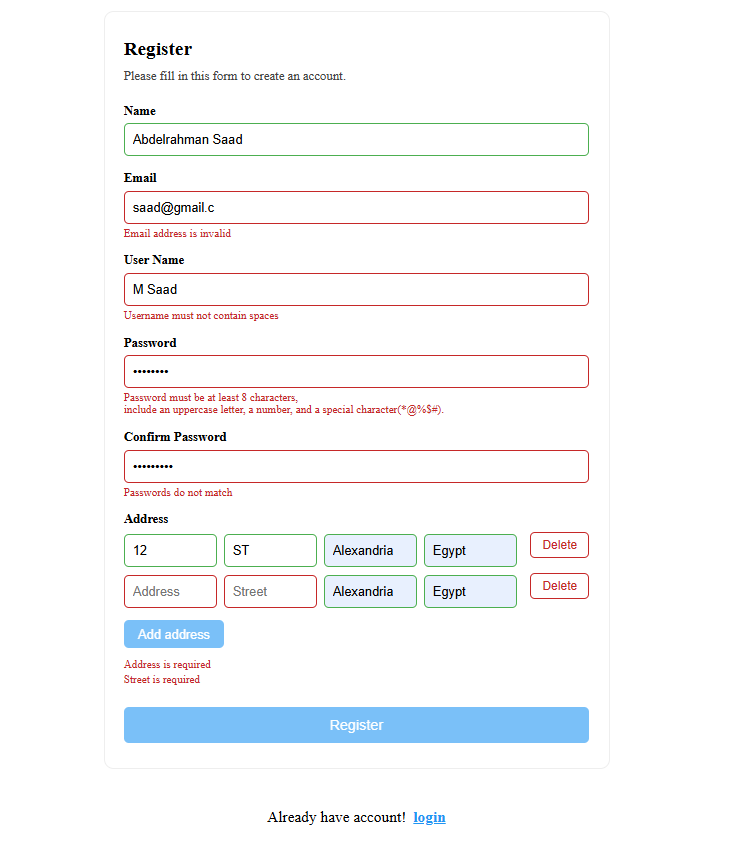 Register
Please fill in this form to create an account.
Name
Abdelrahman Saad
Email
saad@gmail.c
Email address is invalid
User Name
M Saad
Username must not contain spaces
Password
••••••••
Password must be at least 8 characters,
include an uppercase letter, a number, and a special character(*@%$#).
Confirm Password
•••••••••
Passwords do not match
Address
12 ST Alexandria Egypt Delete
Address Street Alexandria Egypt Delete
Add address
Address is required
Street is required
Register
Already have account! login